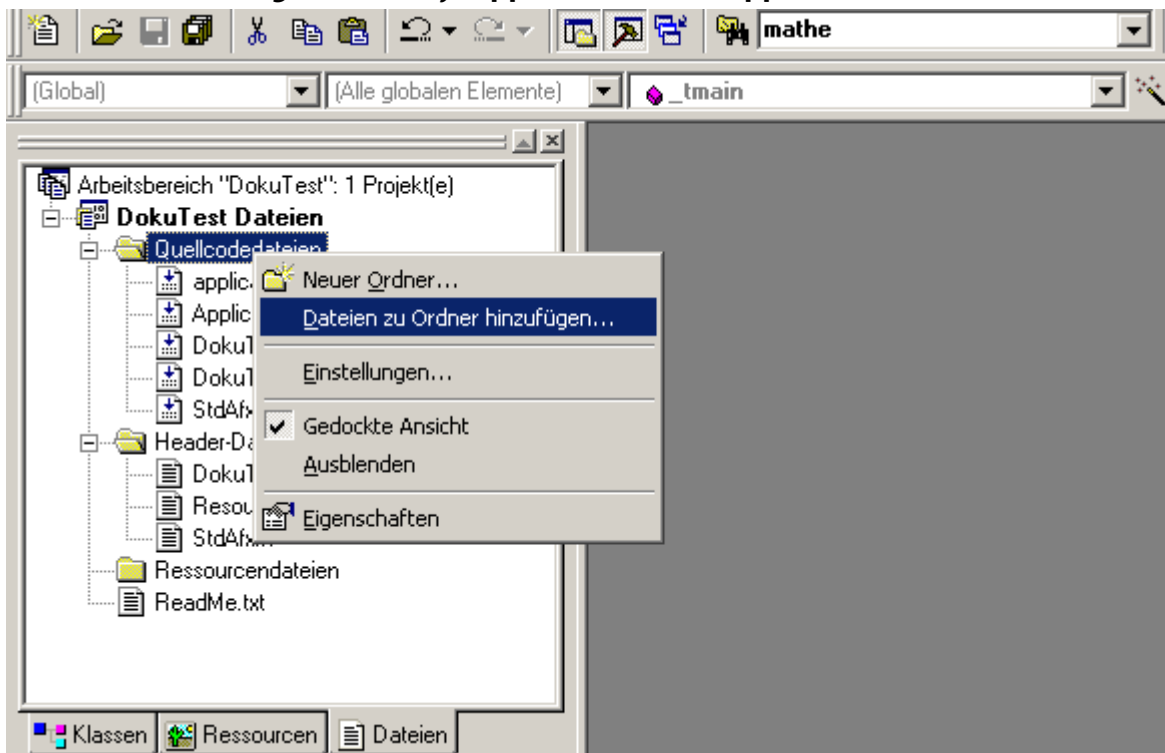 mathe
(Global) (Alle globalen Elemente) _tmain
Arbeitsbereich "DokuTest": 1 Projekt(e)
DokuTest Dateien
Quellcodedateien
Neuer Ordner...
Dateien zu Ordner hinzufügen...
Einstellungen...
Gedockte Ansicht
Ausblenden
Eigenschaften
Ressourcendateien
ReadMe.txt
Klassen Ressourcen Dateien